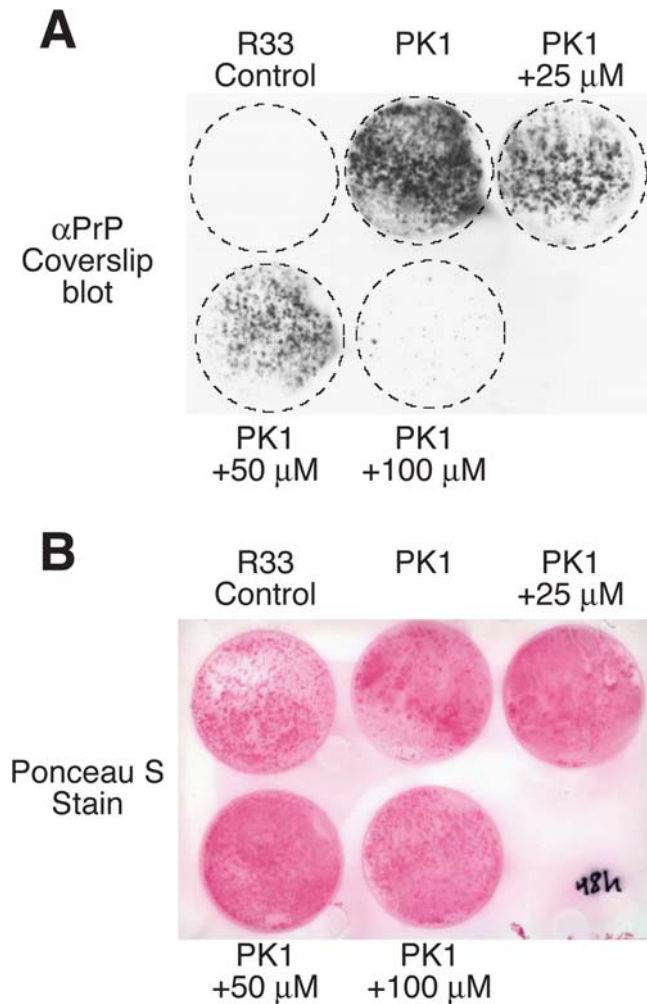 A
R33
Control
PK1
PK1
+25 μM
αPrP
Coverslip
blot
PK1
+50 μM
PK1
+100 μM
B
R33
Control
PK1
PK1
+25 μM
Ponceau S
Stain
48h
PK1
+50 μM
PK1
+100 μM